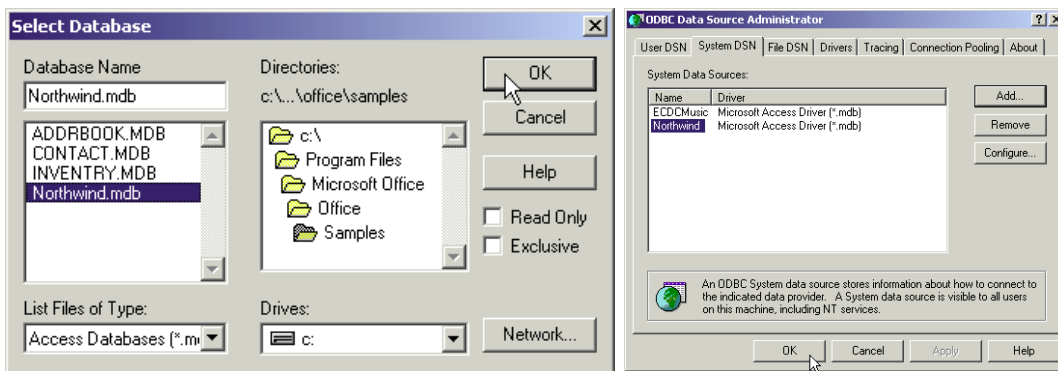 Select Database
Database Name
Northwind.mdb
ADDRBOOK.MDB
CONTACT.MDB
INVENTRY.MDB
Northwind.mdb
List Files of Type:
Access Databases (*.m
Directories:
c:\...\office\samples
c:\
Program Files
Microsoft Office
Office
Samples
Drives:
c:
OK
Cancel
Help
Read Only
Exclusive
Network...
ODBC Data Source Administrator
User DSN System DSN File DSN Drivers Tracing Connection Pooling About
System Data Sources:
Name Driver
ECDCMusic Microsoft Access Driver (*.mdb)
Northwind Microsoft Access Driver (*.mdb)
Add...
Remove
Configure...
An ODBC System data source stores information about how to connect to
the indicated data provider. A System data source is visible to all users
on this machine, including NT services.
OK Cancel Apply Help